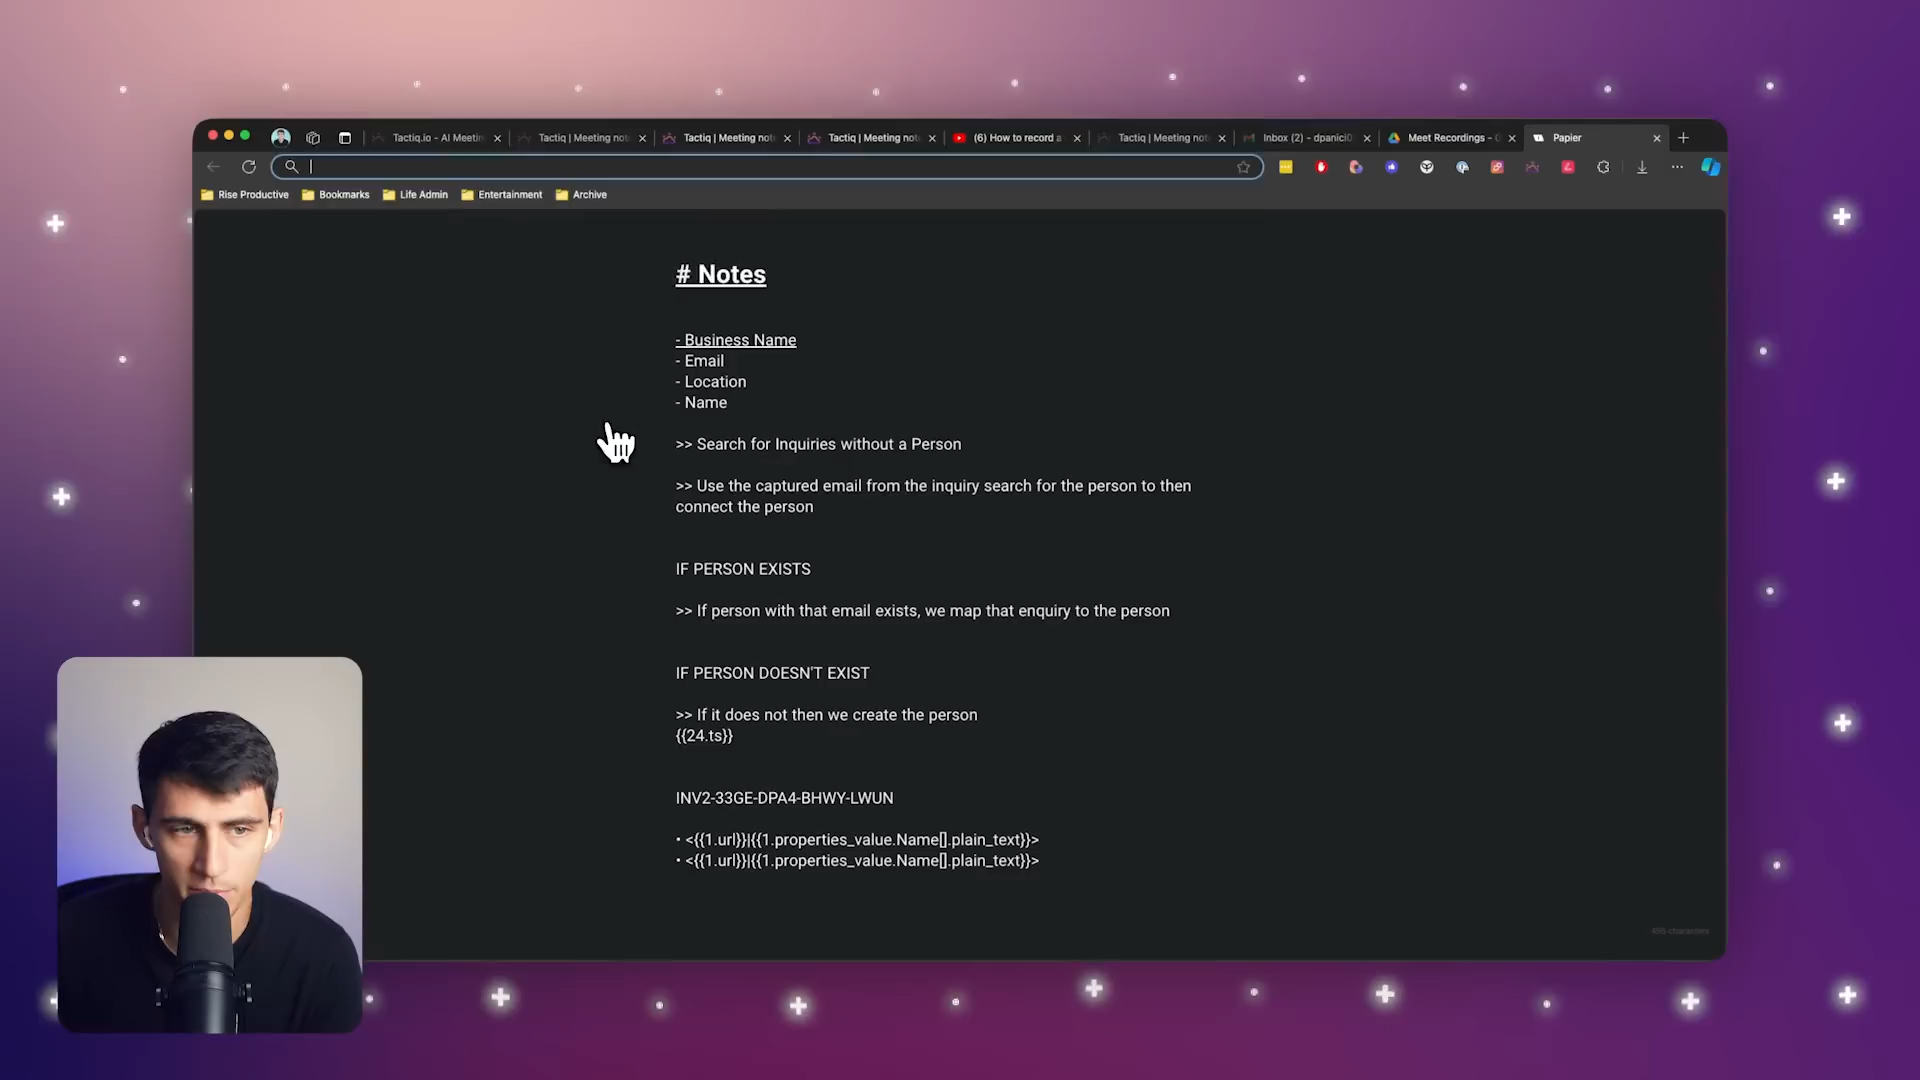 Tactiq.io - AI Meetin
Tactiq | Meeting not
Tactiq | Meeting not
Tactiq | Meeting not
(6) How to record a
Tactiq | Meeting not
Inbox (2) - dpanici0
Meet Recordings -
Papier
Rise Productive
Bookmarks
Life Admin
Entertainment
Archive
# Notes
- Business Name
- Email
- Location
- Name
>> Search for Inquiries without a Person
>> Use the captured email from the inquiry search for the person to then
connect the person
IF PERSON EXISTS
>> If person with that email exists, we map that enquiry to the person
IF PERSON DOESN'T EXIST
>> If it does not then we create the person
{{24.ts}}
INV2-33GE-DPA4-BHWY-LWUN
• <{{1.url}}|{{1.properties_value.Name[].plain_text}}>
• <{{1.url}}|{{1.properties_value.Name[].plain_text}}>
characters